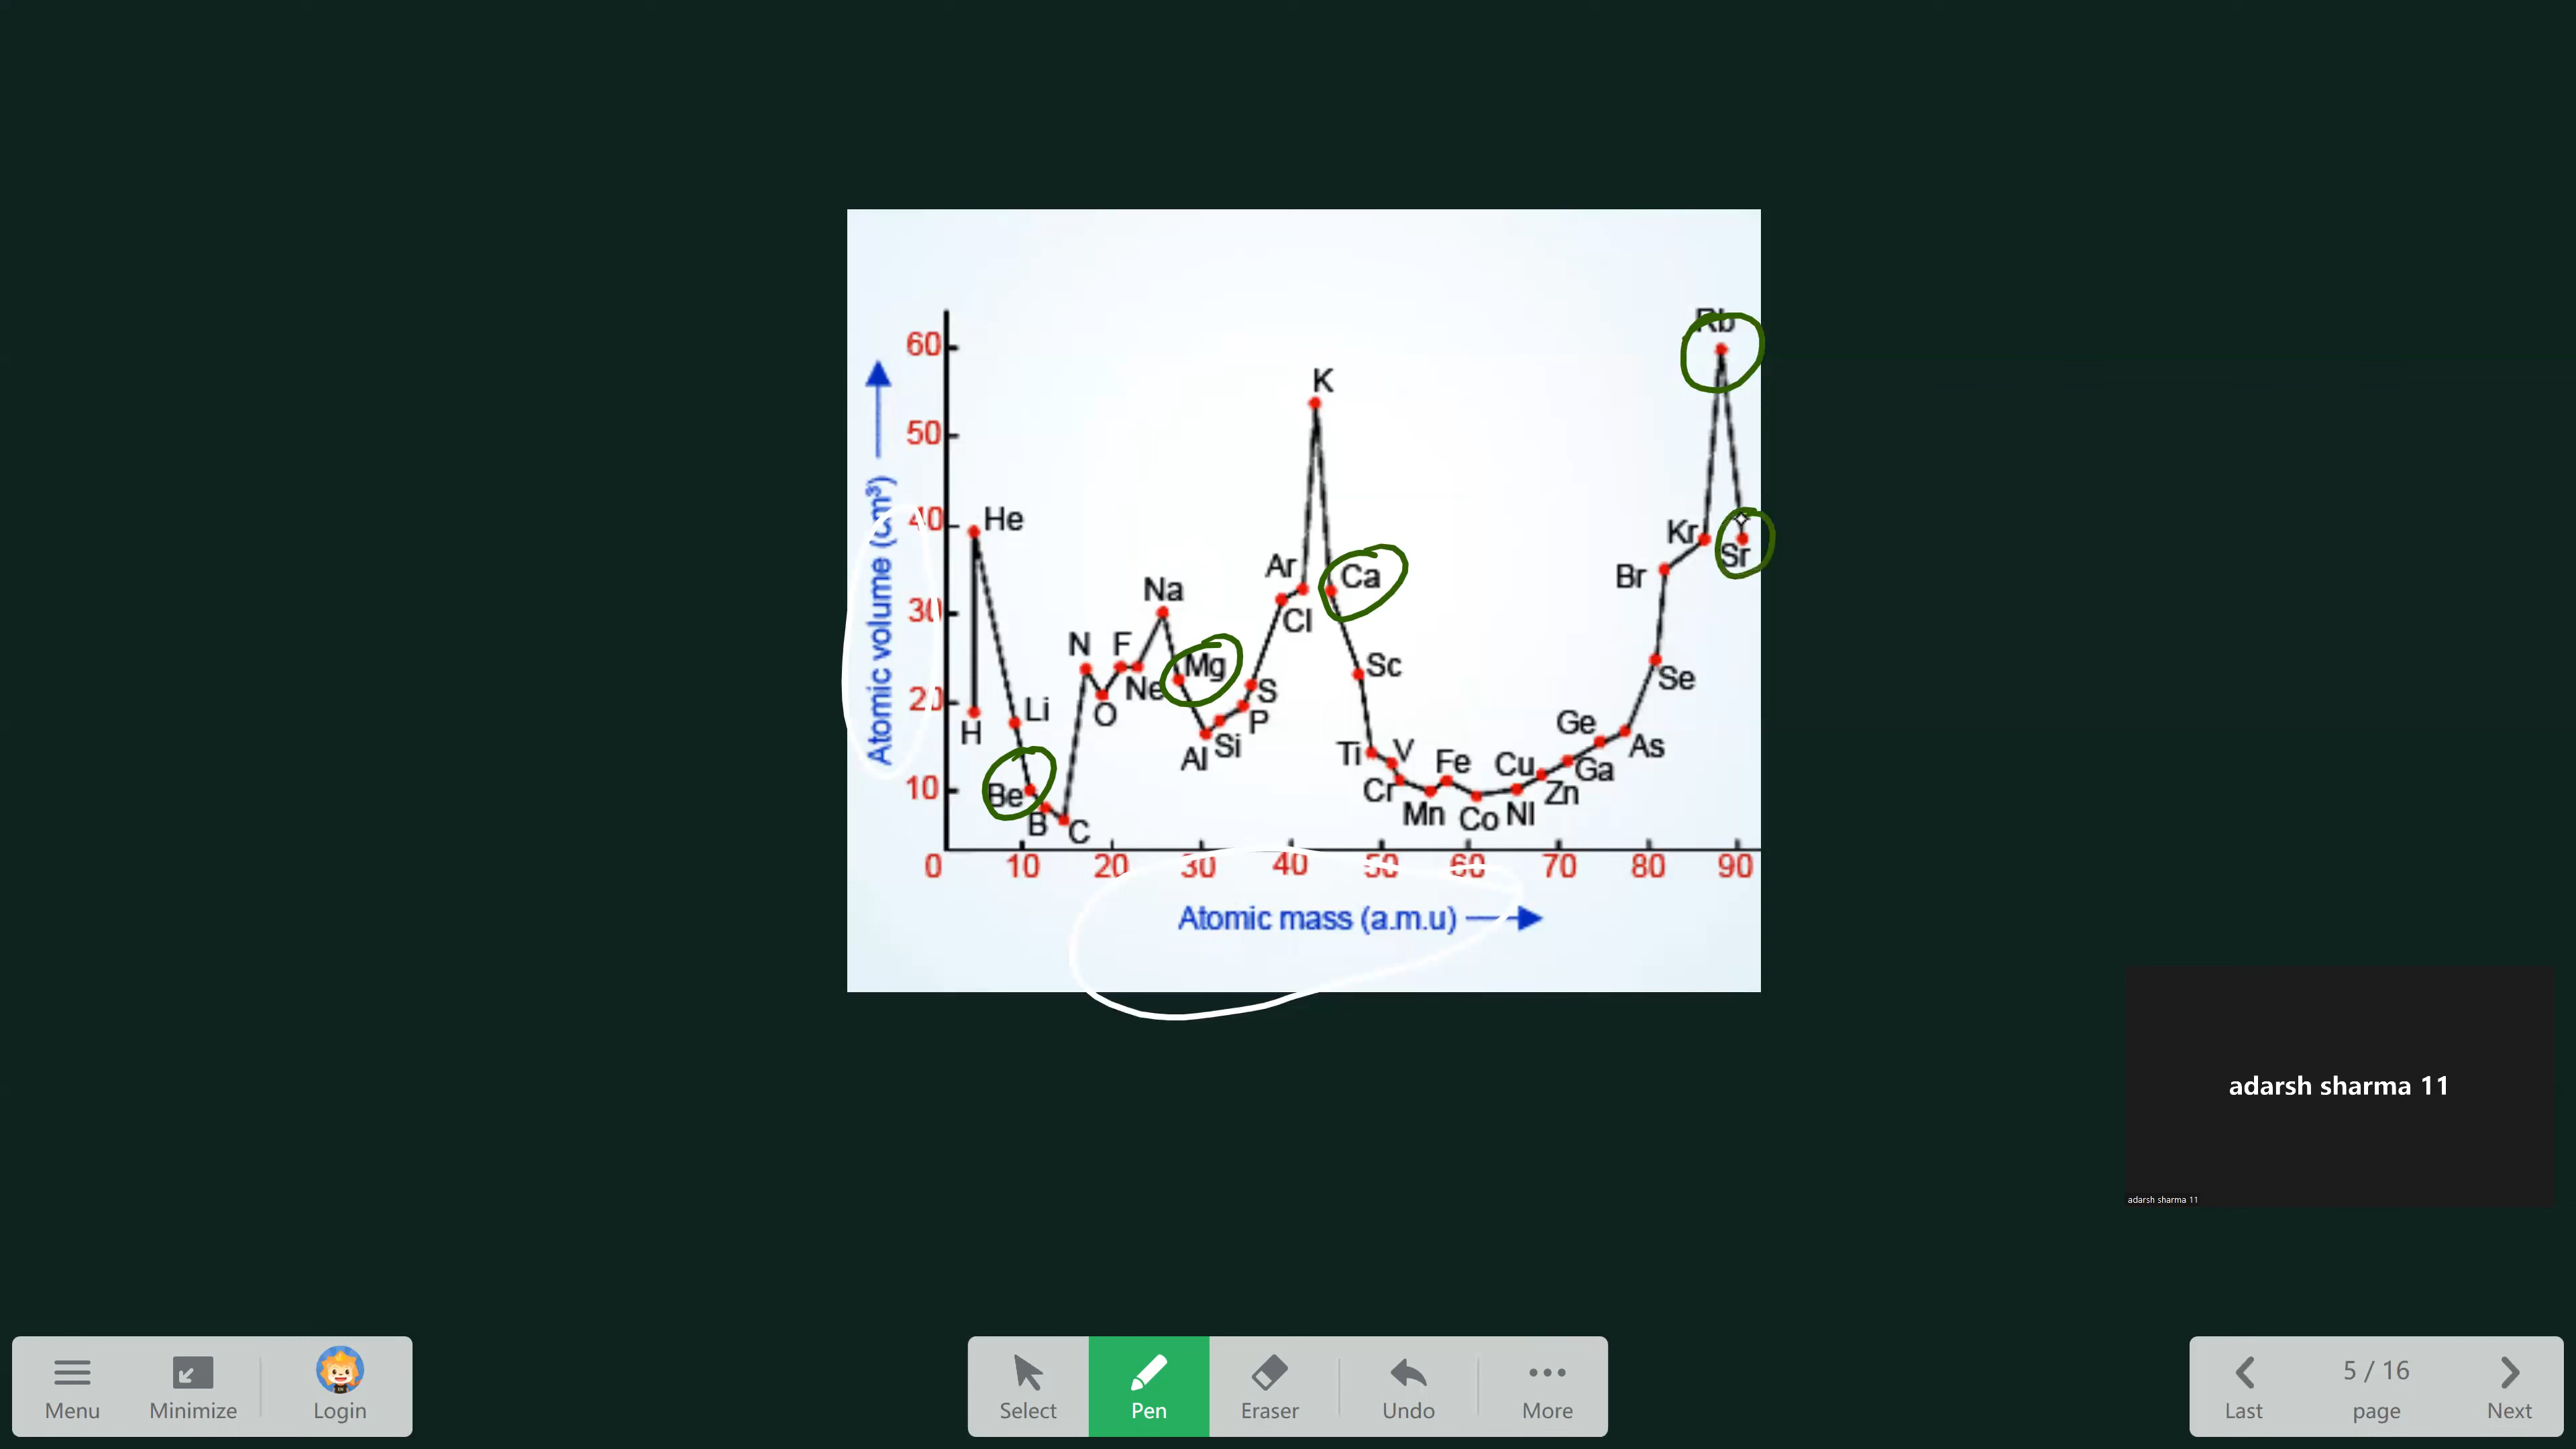 Rb
60
K
50
He
40
Kr
Sr
Ar
Ca
Br
Na
30
Cl
N
F
Mg
Sc
Se
Ne
S
20
Li
O
P
H
Al
Si
Ge
As
Ti
V
Fe
Cu
Ga
10
Be
Cr
Zn
Mn
Co
NI
B
C
0 10 20 30 40 50 60 70 80 90
Atomic volume (cm³)
Atomic mass (a.m.u)
adarsh sharma 11
adarsh sharma 11
Menu
Minimize
Login
Select
Pen
Eraser
Undo
More
Last
5 / 16
page
Next